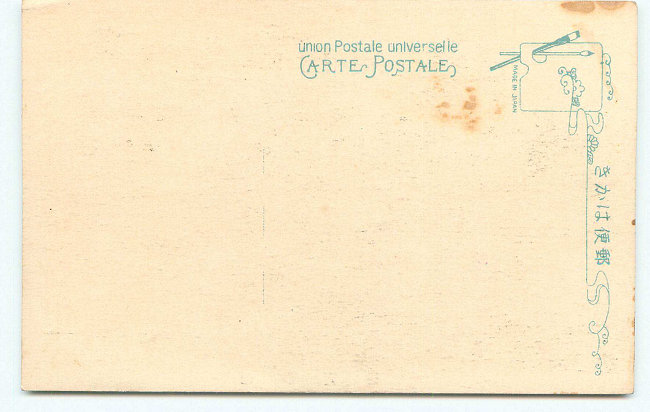 union Postale universelle
CARTE POSTALE
MADE IN JAPAN
きかは便郵